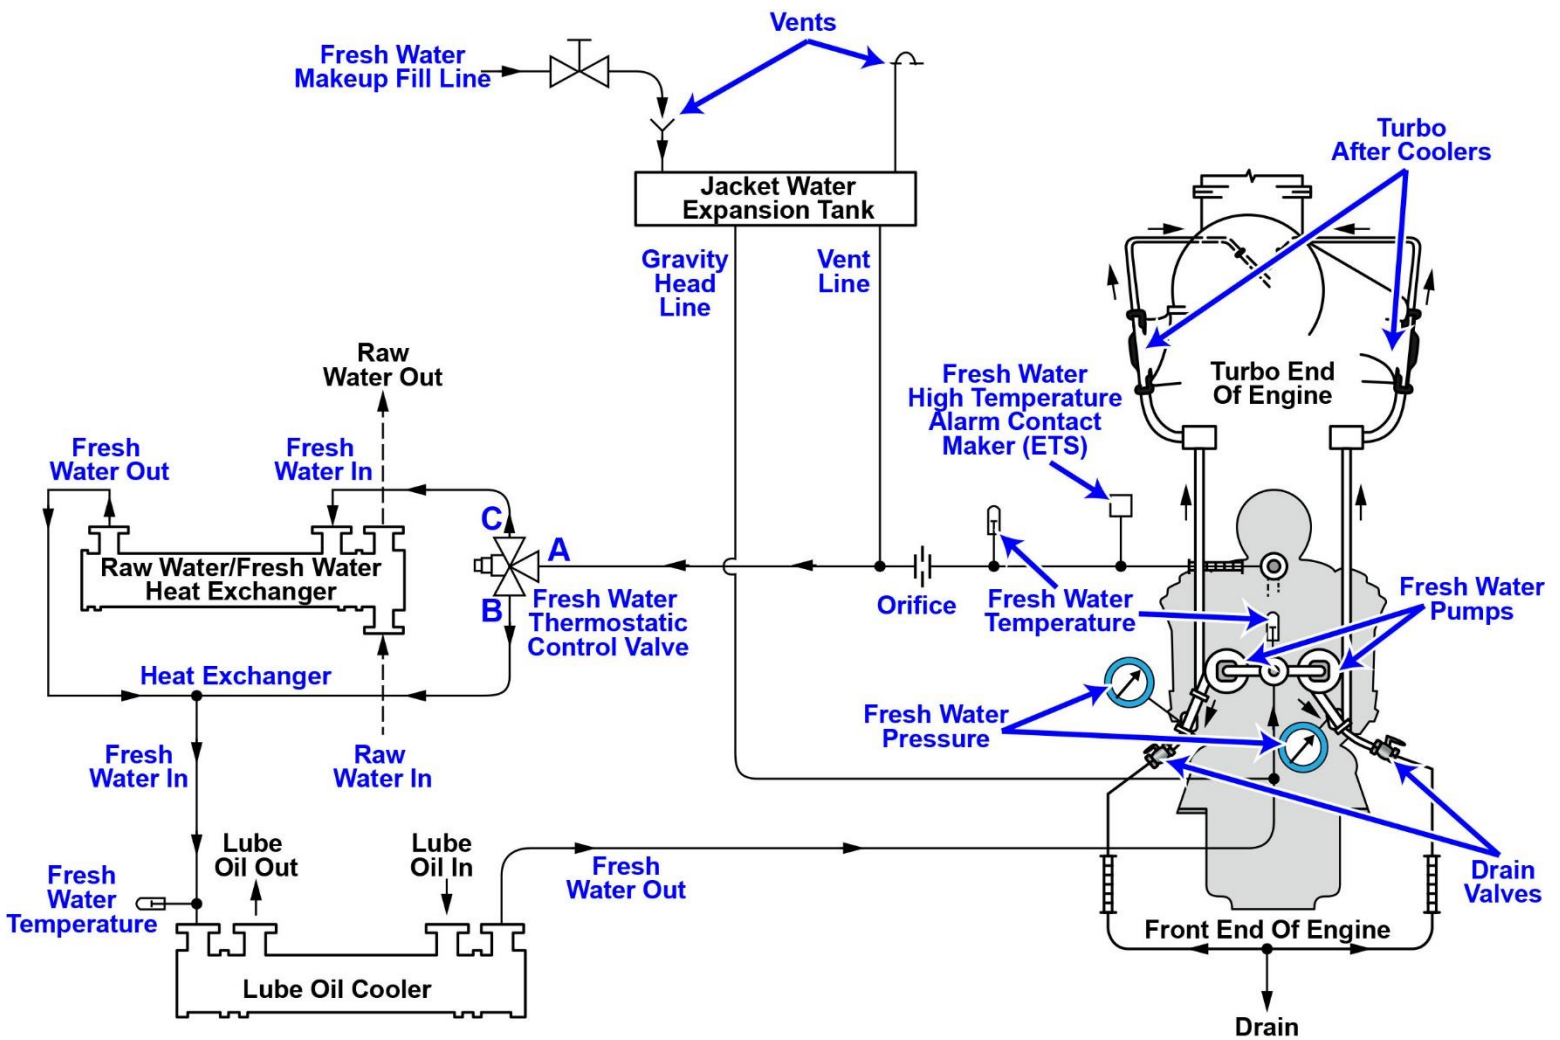 Vents
Fresh Water
Makeup Fill Line
Turbo
After Coolers
Jacket Water
Expansion Tank
Gravity
Head
Line
Vent
Line
Raw
Water Out
Fresh Water
High Temperature
Alarm Contact
Maker (ETS)
Turbo End
Of Engine
Fresh
Water Out
Fresh
Water In
C
A
B
Raw Water/Fresh Water
Heat Exchanger
Fresh Water
Thermostatic
Control Valve
Orifice
Fresh Water
Temperature
Fresh Water
Pumps
Heat Exchanger
Fresh Water
Pressure
Fresh
Water In
Raw
Water In
Lube
Oil Out
Lube
Oil In
Fresh
Water Out
Fresh
Water
Temperature
Drain
Valves
Front End Of Engine
Lube Oil Cooler
Drain